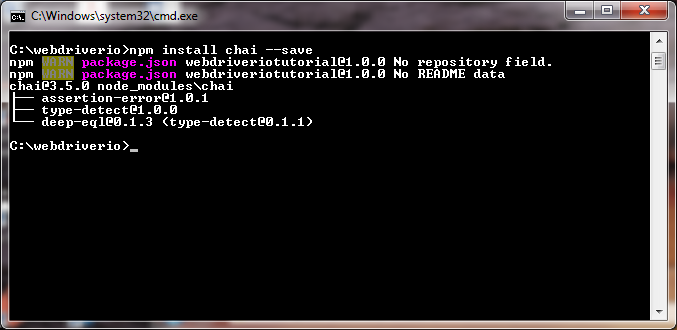 C:\Windows\system32\cmd.exe
C:\webdriverio>npm install chai --save
npm WARN package.json webdriveriotutorial@1.0.0 No repository field.
npm WARN package.json webdriveriotutorial@1.0.0 No README data
chai@3.5.0 node_modules\chai
├── assertion-error@1.0.1
├── type-detect@1.0.0
└── deep-eql@0.1.3 (type-detect@0.1.1)
C:\webdriverio>_